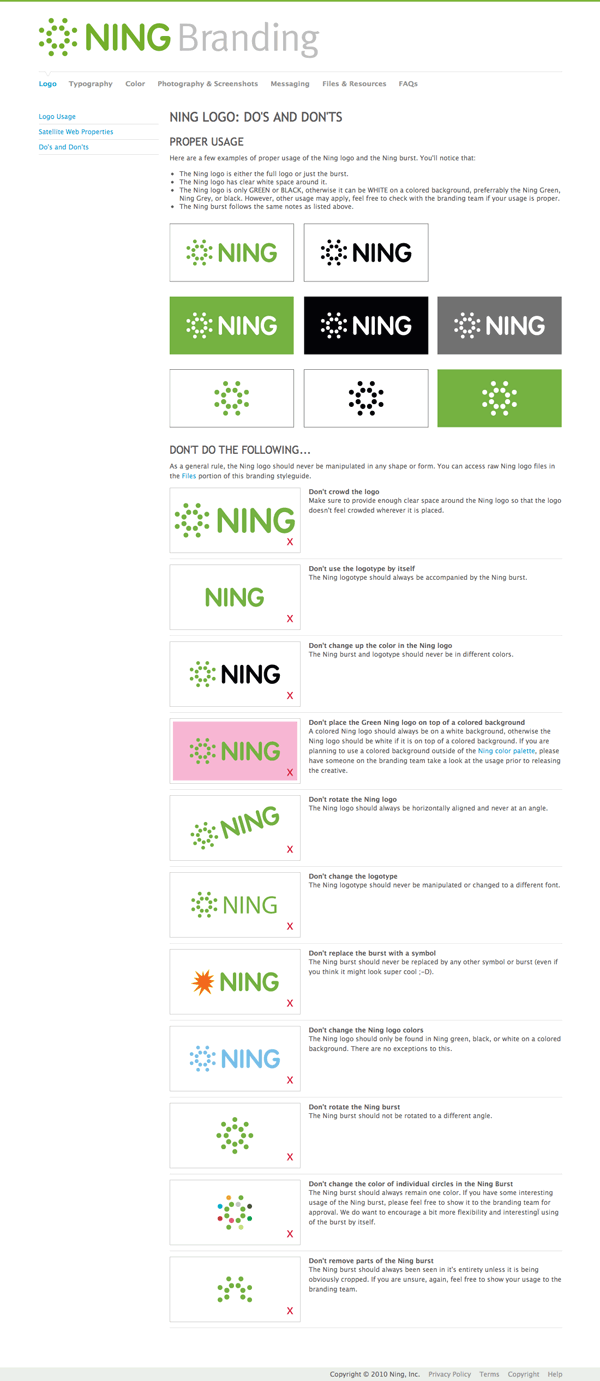 NING Branding
Logo Typography Color Photography & Screenshots Messaging Files & Resources FAQs
Logo Usage
Satellite Web Properties
Do's and Don'ts
NING LOGO: DO'S AND DON'TS
PROPER USAGE
Here are a few examples of proper usage of the Ning logo and the Ning burst. You'll notice that:
• The Ning logo is either the full logo or just the burst.
• The Ning logo has clear white space around it.
• The Ning logo is only GREEN or BLACK, otherwise it can be WHITE on a colored background, preferrably the Ning Green,
Ning Grey, or black. However, other usage may apply, feel free to check with the branding team if your usage is proper.
• The Ning burst follows the same notes as listed above.
NING NING
NING NING NING
DON'T DO THE FOLLOWING...
As a general rule, the Ning logo should never be manipulated in any shape or form. You can access raw Ning logo files in
the Files portion of this branding styleguide.
NING
X
Don't crowd the logo
Make sure to provide enough clear space around the Ning logo so that the logo
doesn't feel crowded wherever it is placed.
NING
X
Don't use the logotype by itself
The Ning logotype should always be accompanied by the Ning burst.
NING
X
Don't change up the color in the Ning logo
The Ning burst and logotype should never be in different colors.
NING
X
Don't place the Green Ning logo on top of a colored background
A colored Ning logo should always be on a white background, otherwise the
Ning logo should be white if it is on top of a colored background. If you are
planning to use a colored background outside of the Ning color palette, please
have someone on the branding team take a look at the usage prior to releasing
the creative.
NING
X
Don't rotate the Ning logo
The Ning logo should always be horizontally aligned and never at an angle.
NING
X
Don't change the logotype
The Ning logotype should never be manipulated or changed to a different font.
NING
X
Don't replace the burst with a symbol
The Ning burst should never be replaced by any other symbol or burst (even if
you think it might look super cool ;-D).
NING
X
Don't change the Ning logo colors
The Ning logo should only be found in Ning green, black, or white on a colored
background. There are no exceptions to this.
X
Don't rotate the Ning burst
The Ning burst should not be rotated to a different angle.
X
Don't change the color of individual circles in the Ning Burst
The Ning burst should always remain one color. If you have some interesting
usage of the Ning burst, please feel free to show it to the branding team for
approval. We do want to encourage a bit more flexibility and interestingl using
of the burst by itself.
X
Don't remove parts of the Ning burst
The Ning burst should always been seen in it's entirety unless it is being
obviously cropped. If you are unsure, again, feel free to show your usage to the
branding team.
Copyright © 2010 Ning, Inc. Privacy Policy Terms Copyright Help